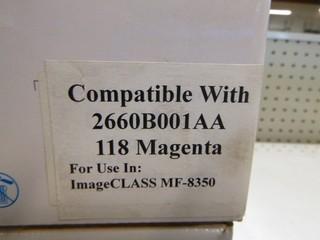 Compatible With
2660B001AA
118 Magenta
For Use In:
ImageCLASS MF-8350